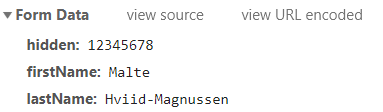 ▼ Form Data view source view URL encoded
hidden: 12345678
firstName: Malte
lastName: Hviid-Magnussen